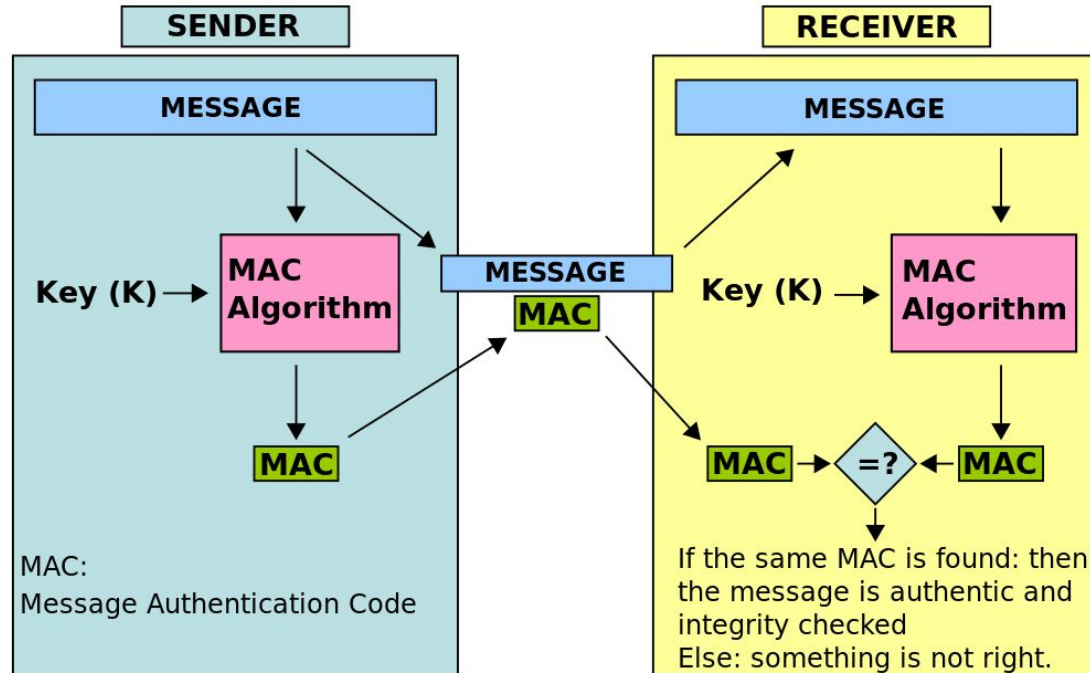 SENDER
MESSAGE
Key (K)
MAC
Algorithm
MAC
MAC:
Message Authentication Code
MESSAGE
MAC
RECEIVER
MESSAGE
Key (K)
MAC
Algorithm
MAC
=?
MAC
If the same MAC is found: then
the message is authentic and
integrity checked
Else: something is not right.